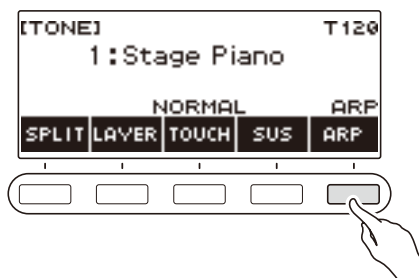 [TONE] T120
1:Stage Piano
NORMAL ARP
SPLIT LAYER TOUCH SUS ARP